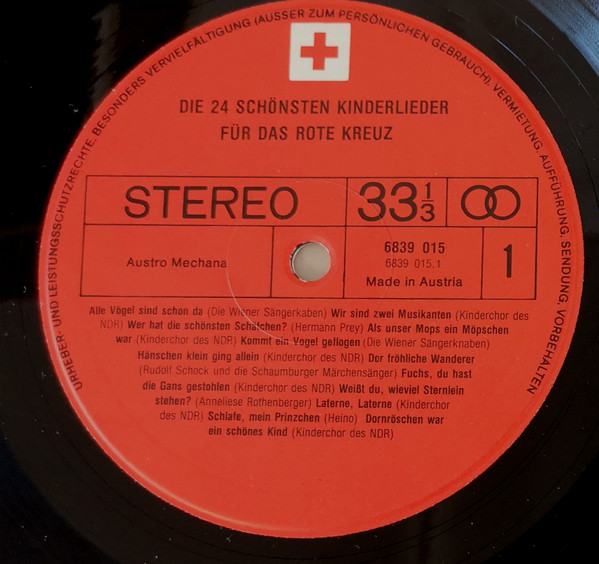 URHEBER- UND LEISTUNGSSCHUTZRECHTE, BESONDERS VERVIELFÄLTIGUNG (AUSSER ZUM PERSÖNLICHEN GEBRAUCH), VERMIETUNG, AUFFÜHRUNG, SENDUNG, VORBEHALTEN
DIE 24 SCHÖNSTEN KINDERLIEDER
FÜR DAS ROTE KREUZ
STEREO
33⅓
Austro Mechana
6839 015
6839 015.1
Made in Austria
1
Alle Vögel sind schon da (Die Wiener Sängerkaben) Wir sind zwei Musikanten (Kinderchor des
NDR) Wer hat die schönsten Schäfchen? (Hermann Prey) Als unser Mops ein Möpschen
war (Kinderchor des NDR) Kommt ein Vogel geflogen (Die Wiener Sängerknaben)
Hänschen klein ging allein (Kinderchor des NDR) Der fröhliche Wanderer
(Rudolf Schock und die Schaumburger Märchensänger) Fuchs, du hast
die Gans gestohlen (Kinderchor des NDR) Weißt du, wieviel Sternlein
stehen? (Anneliese Rothenberger) Laterne, Laterne (Kinderchor
des NDR) Schlafe, mein Prinzchen (Heino) Dornröschen war
ein schönes Kind (Kinderchor des NDR)